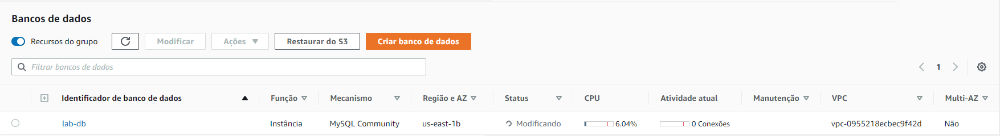 Bancos de dados
Recursos do grupo Modificar Ações Restaurar do S3 Criar banco de dados
Filtrar bancos de dados 1
Identificador de banco de dados Função Mecanismo Região e AZ Status CPU Atividade atual Manutenção VPC Multi-AZ
lab-db Instância MySQL Community us-east-1b Modificando 6.04% 0 Conexões vpc-0955218ecbec9f42d Não